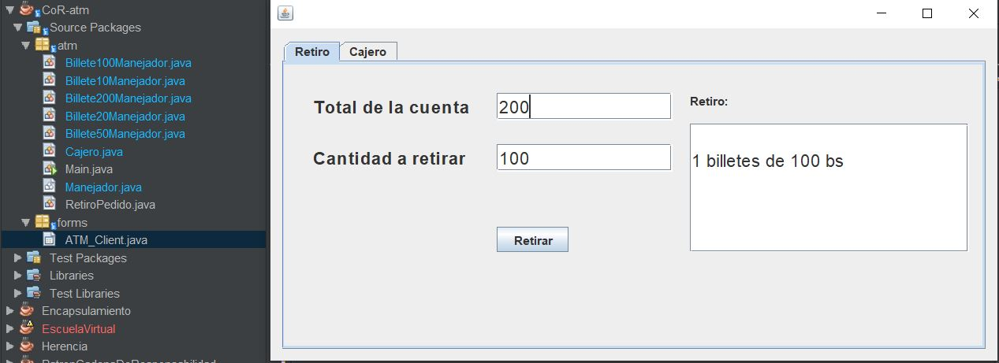 CoR-atm
Source Packages
atm
Billete100Manejador.java
Billete10Manejador.java
Billete200Manejador.java
Billete20Manejador.java
Billete50Manejador.java
Cajero.java
Main.java
Manejador.java
RetiroPedido.java
forms
ATM_Client.java
Test Packages
Libraries
Test Libraries
Encapsulamiento
EscuelaVirtual
Herencia
PatronCadenaDeResponsabilidad
Retiro Cajero
Total de la cuenta 200
Cantidad a retirar 100
Retirar
Retiro:
1 billetes de 100 bs